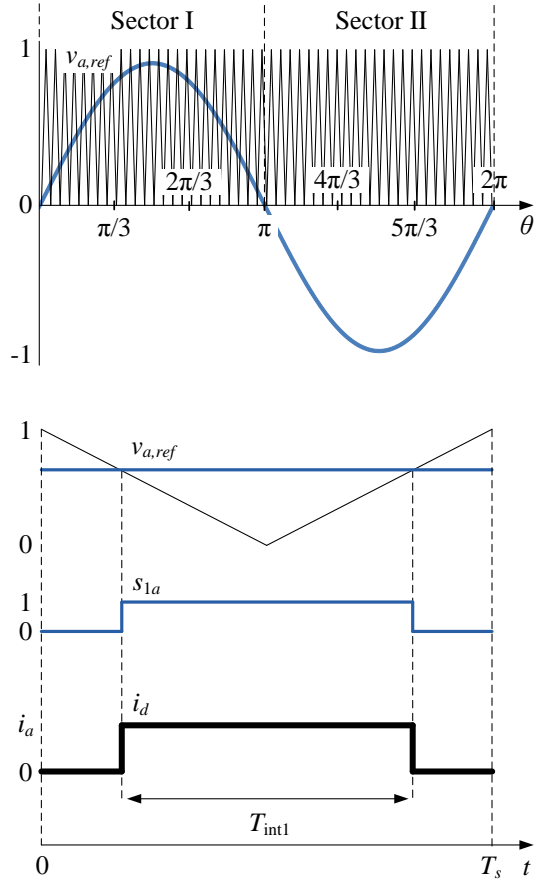 Sector I Sector II
1
v_{a,ref}
2π/3 4π/3 2π
0
π/3 π 5π/3 θ
-1
1
v_{a,ref}
0
s_{1a}
1
0
i_d
i_a
0
T_{int1}
0 T_s t